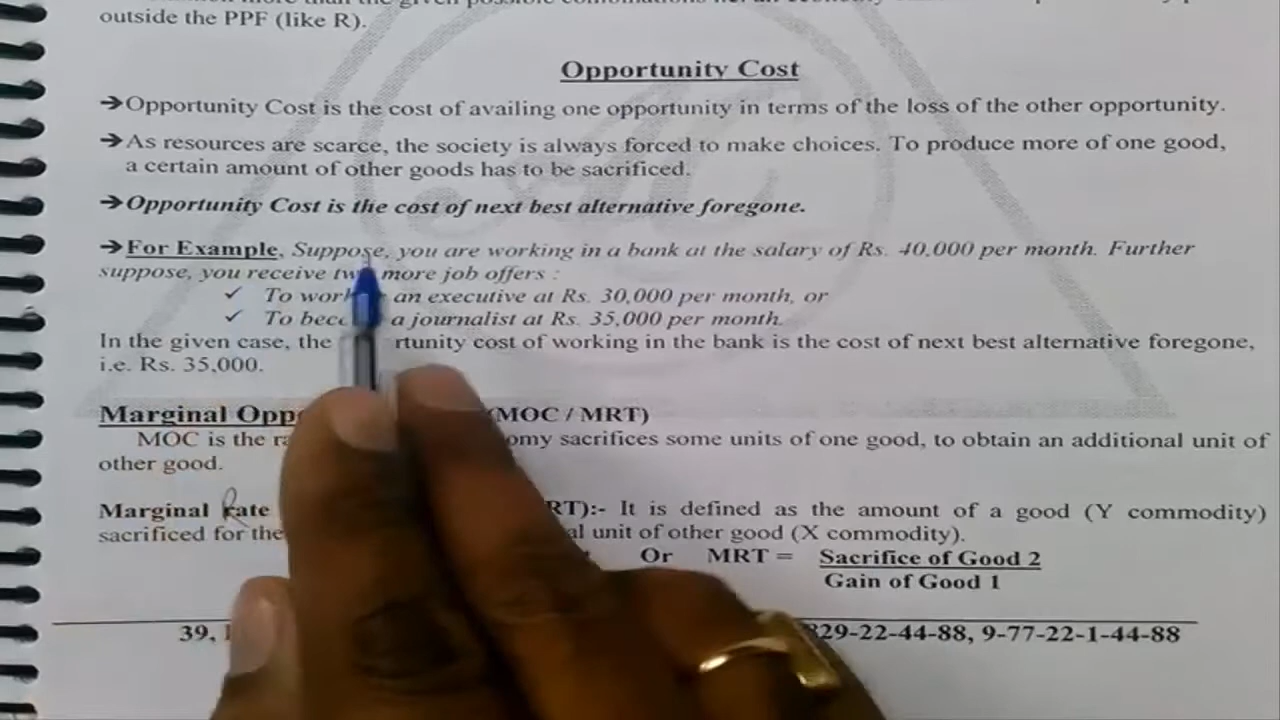 outside the PPF (like R).
Opportunity Cost
➔Opportunity Cost is the cost of availing one opportunity in terms of the loss of the other opportunity.
➔As resources are scarce, the society is always forced to make choices. To produce more of one good,
a certain amount of other goods has to be sacrificed.
➔Opportunity Cost is the cost of next best alternative foregone.
➔For Example, Suppose, you are working in a bank at the salary of Rs. 40,000 per month. Further
suppose, you receive more job offers :
✓ To an executive at Rs. 30,000 per month, or
✓ To a journalist at Rs. 35,000 per month.
In the given case, the cost of working in the bank is the cost of next best alternative foregone,
i.e. Rs. 35,000.
Marginal (MOC / MRT)
MOC is the sacrifices some units of one good, to obtain an additional unit of
other good.
Marginal Rate :- It is defined as the amount of a good (Y commodity)
sacrificed for the unit of other good (X commodity).
Or MRT = Sacrifice of Good 2
Gain of Good 1
39, 29-22-44-88, 9-77-22-1-44-88